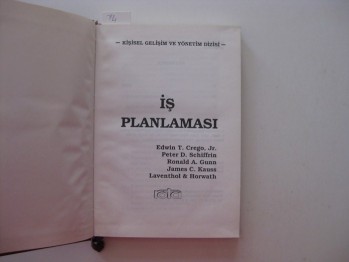 — KİŞİSEL GELİŞİM VE YÖNETİM DİZİSİ —
İŞ
PLANLAMASI
Edwin T. Crego, Jr.
Peter D. Schiffrin
Ronald A. Gunn
James C. Kauss
Laventhol & Horwath
rota